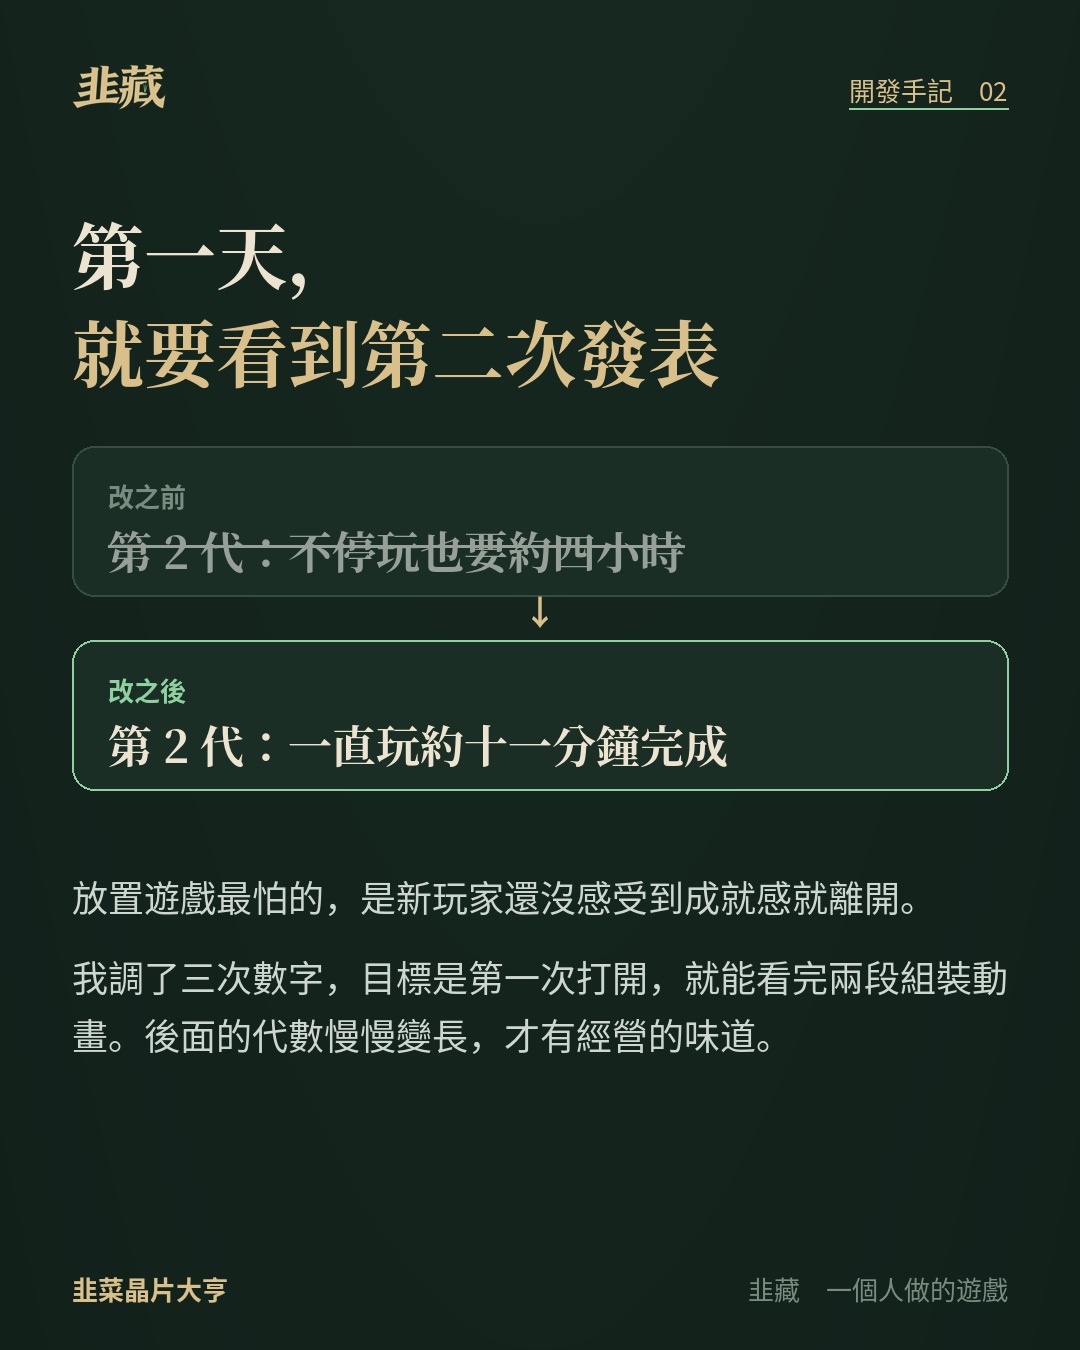 韭藏
開發手記 02
第一天，
就要看到第二次發表
改之前
第 2 代：不停玩也要約四小時
↓
改之後
第 2 代：一直玩約十一分鐘完成
放置遊戲最怕的，是新玩家還沒感受到成就感就離開。
我調了三次數字，目標是第一次打開，就能看完兩段組裝動
畫。後面的代數慢慢變長，才有經營的味道。
韭菜晶片大亨
韭藏 一個人做的遊戲